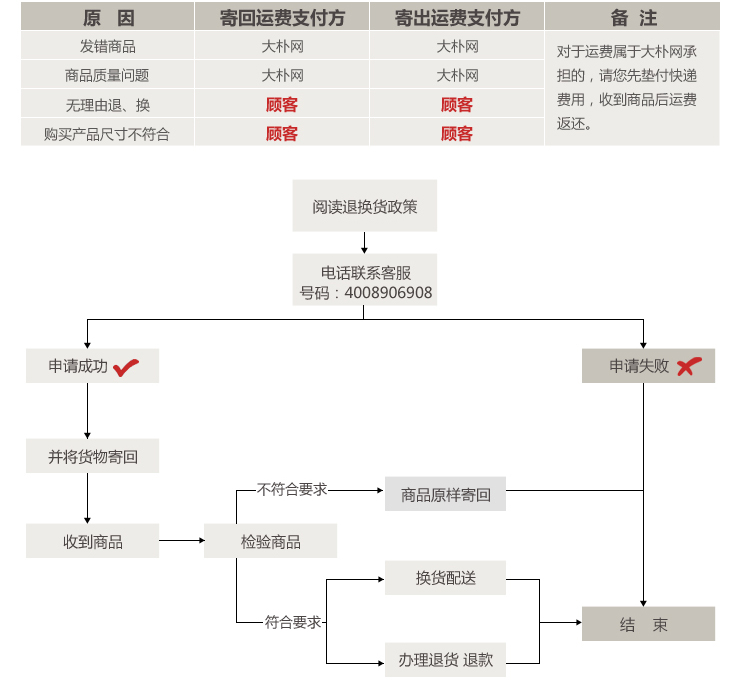 原 因 寄回运费支付方 寄出运费支付方 备 注
发错商品 大朴网 大朴网
商品质量问题 大朴网 大朴网
无理由退、换 顾客 顾客
购买产品尺寸不符合 顾客 顾客
对于运费属于大朴网承
担的，请您先垫付快递
费用，收到商品后运费
返还。
阅读退换货政策
电话联系客服
号码：4008906908
申请成功
申请失败
并将货物寄回
不符合要求
商品原样寄回
收到商品
检验商品
换货配送
符合要求
结 束
办理退货 退款